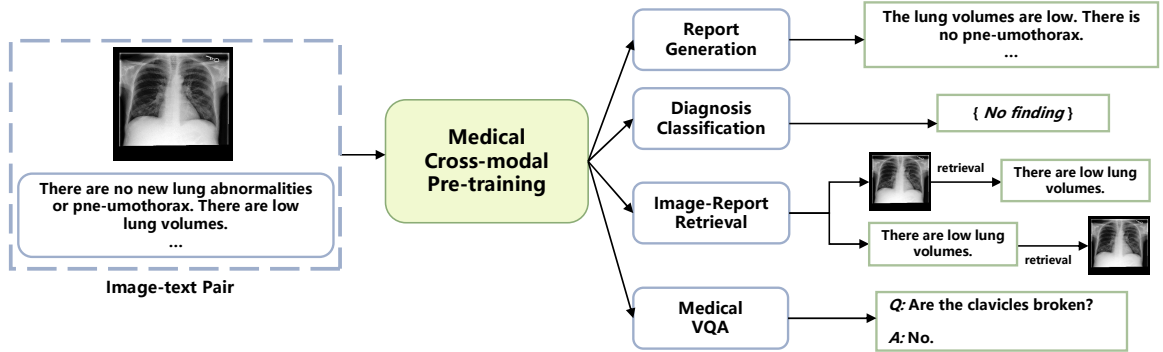 There are no new lung abnormalities
or pne-umothorax. There are low
lung volumes.
...
Image-text Pair
Medical
Cross-modal
Pre-training
Report
Generation
The lung volumes are low. There is
no pne-umothorax.
...
Diagnosis
Classification
{ No finding }
Image-Report
Retrieval
retrieval
There are low lung
volumes.
There are low lung
volumes.
retrieval
Medical
VQA
Q: Are the clavicles broken?
A: No.